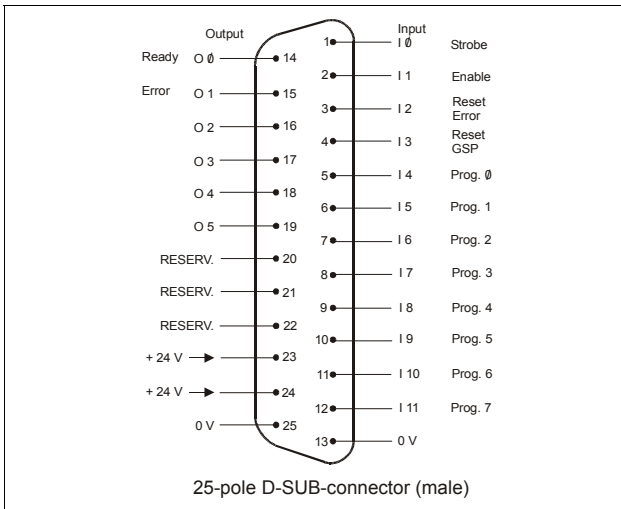 Output
Ready O Ø 14
Error O 1 15
O 2 16
O 3 17
O 4 18
O 5 19
RESERV. 20
RESERV. 21
RESERV. 22
+ 24 V 23
+ 24 V 24
0 V 25
Input
1 I Ø Strobe
2 I 1 Enable
3 I 2 Reset
Error
4 I 3 Reset
GSP
5 I 4 Prog. Ø
6 I 5 Prog. 1
7 I 6 Prog. 2
8 I 7 Prog. 3
9 I 8 Prog. 4
10 I 9 Prog. 5
11 I 10 Prog. 6
12 I 11 Prog. 7
13 0 V
25-pole D-SUB-connector (male)